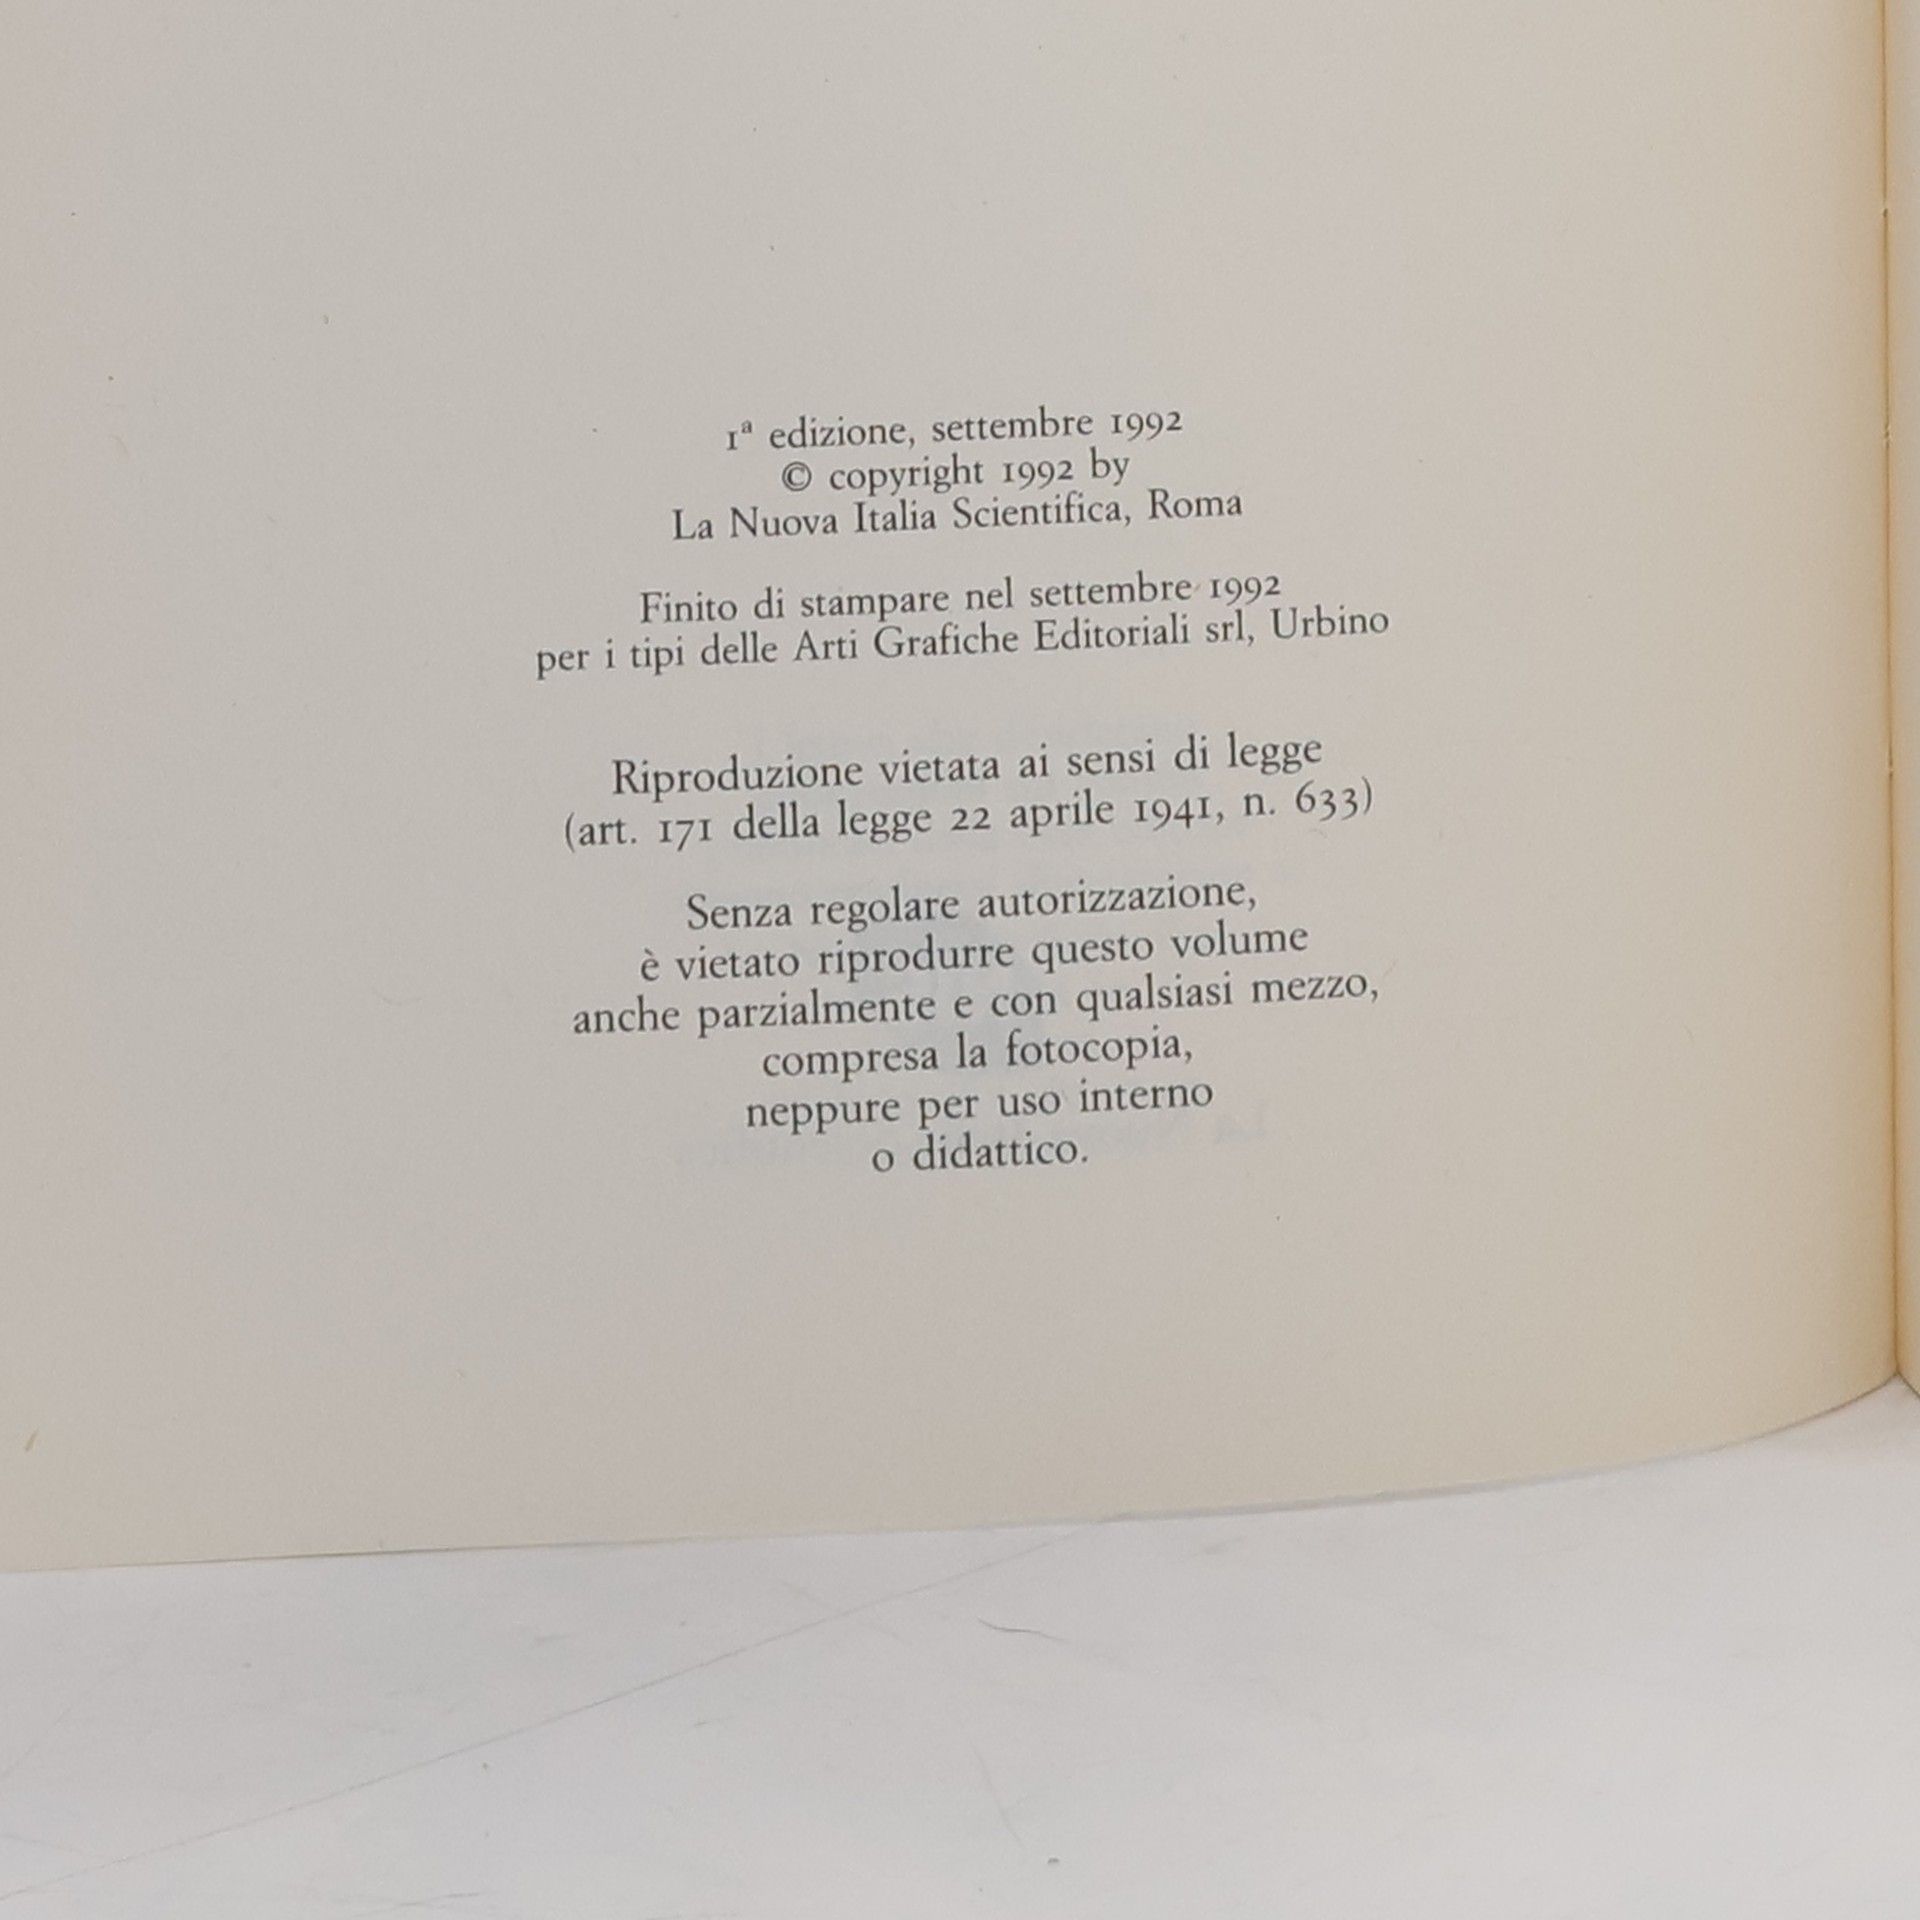 1ª edizione, settembre 1992
© copyright 1992 by
La Nuova Italia Scientifica, Roma
Finito di stampare nel settembre 1992
per i tipi delle Arti Grafiche Editoriali srl, Urbino
Riproduzione vietata ai sensi di legge
(art. 171 della legge 22 aprile 1941, n. 633)
Senza regolare autorizzazione,
è vietato riprodurre questo volume
anche parzialmente e con qualsiasi mezzo,
compresa la fotocopia,
neppure per uso interno
o didattico.